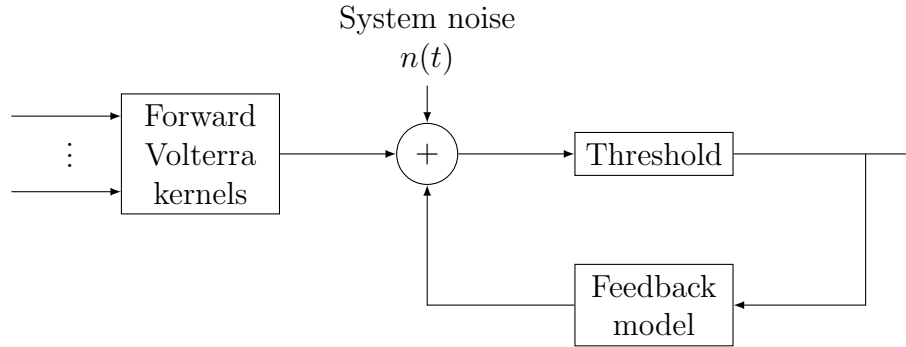 System noise
n(t)
Forward
Volterra
kernels
⋮
+
Threshold
Feedback
model